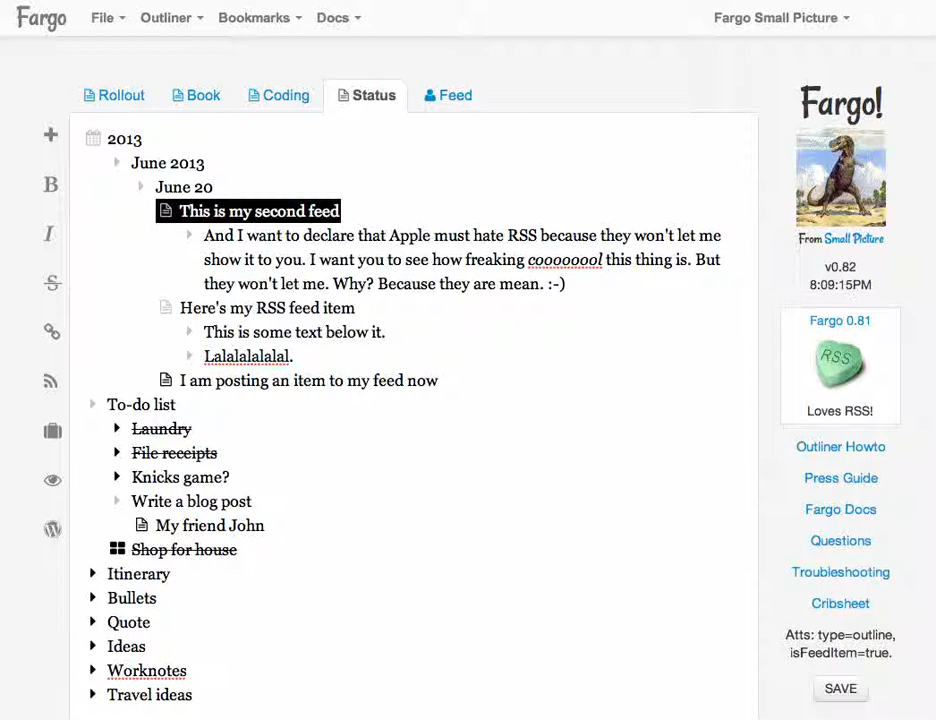 Fargo File Outliner Bookmarks Docs Fargo Small Picture
Rollout Book Coding Status Feed
2013
June 2013
June 20
This is my second feed
And I want to declare that Apple must hate RSS because they won't let me
show it to you. I want you to see how freaking coooooool this thing is. But
they won't let me. Why? Because they are mean. :-)
Here's my RSS feed item
This is some text below it.
Lalalalalalal.
I am posting an item to my feed now
To-do list
Laundry
File receipts
Knicks game?
Write a blog post
My friend John
Shop for house
Itinerary
Bullets
Quote
Ideas
Worknotes
Travel ideas
B
I
S
Fargo!
From Small Picture
v0.82
8:09:15PM
Fargo 0.81
RSS
Loves RSS!
Outliner Howto
Press Guide
Fargo Docs
Questions
Troubleshooting
Cribsheet
Atts: type=outline,
isFeedItem=true.
SAVE